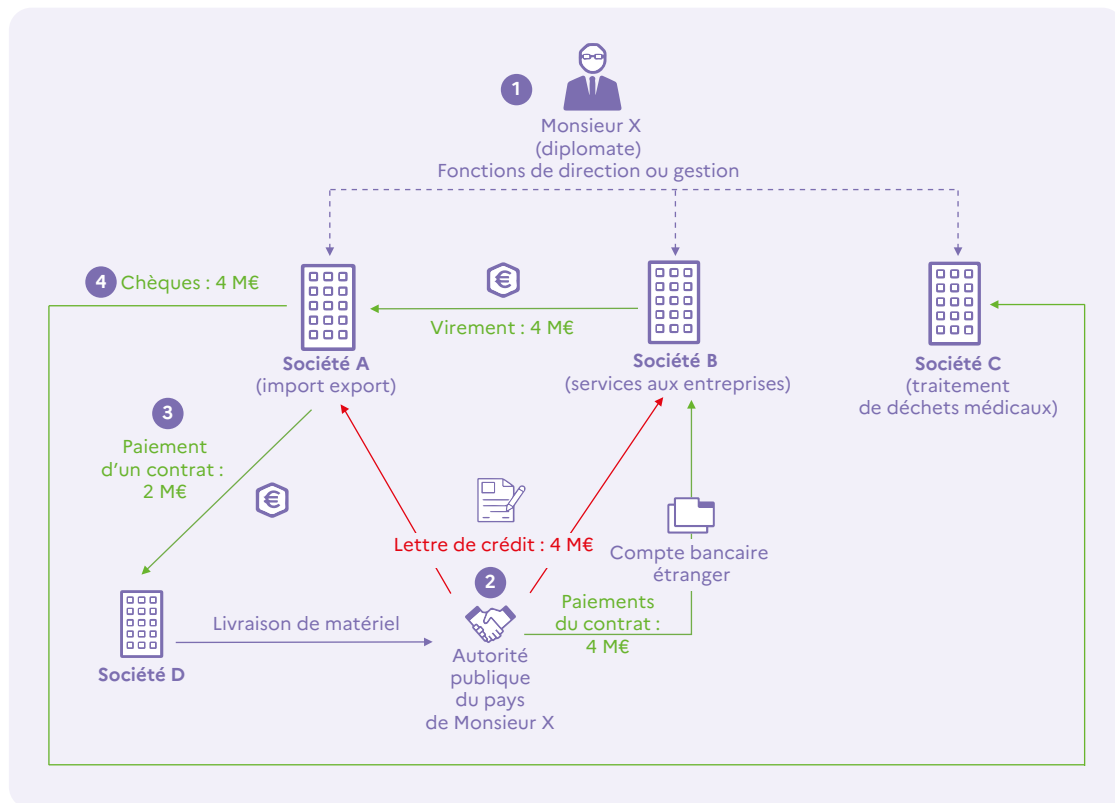 1
Monsieur X
(diplomate)
Fonctions de direction ou gestion
4 Chèques : 4 M€
€
Virement : 4 M€
Société A
(import export)
Société B
(services aux entreprises)
Société C
(traitement
de déchets médicaux)
3
Paiement
d'un contrat :
2 M€
€
Lettre de crédit : 4 M€
Compte bancaire
étranger
2
Paiements
du contrat :
4 M€
Livraison de matériel
Société D
Autorité
publique
du pays
de Monsieur X